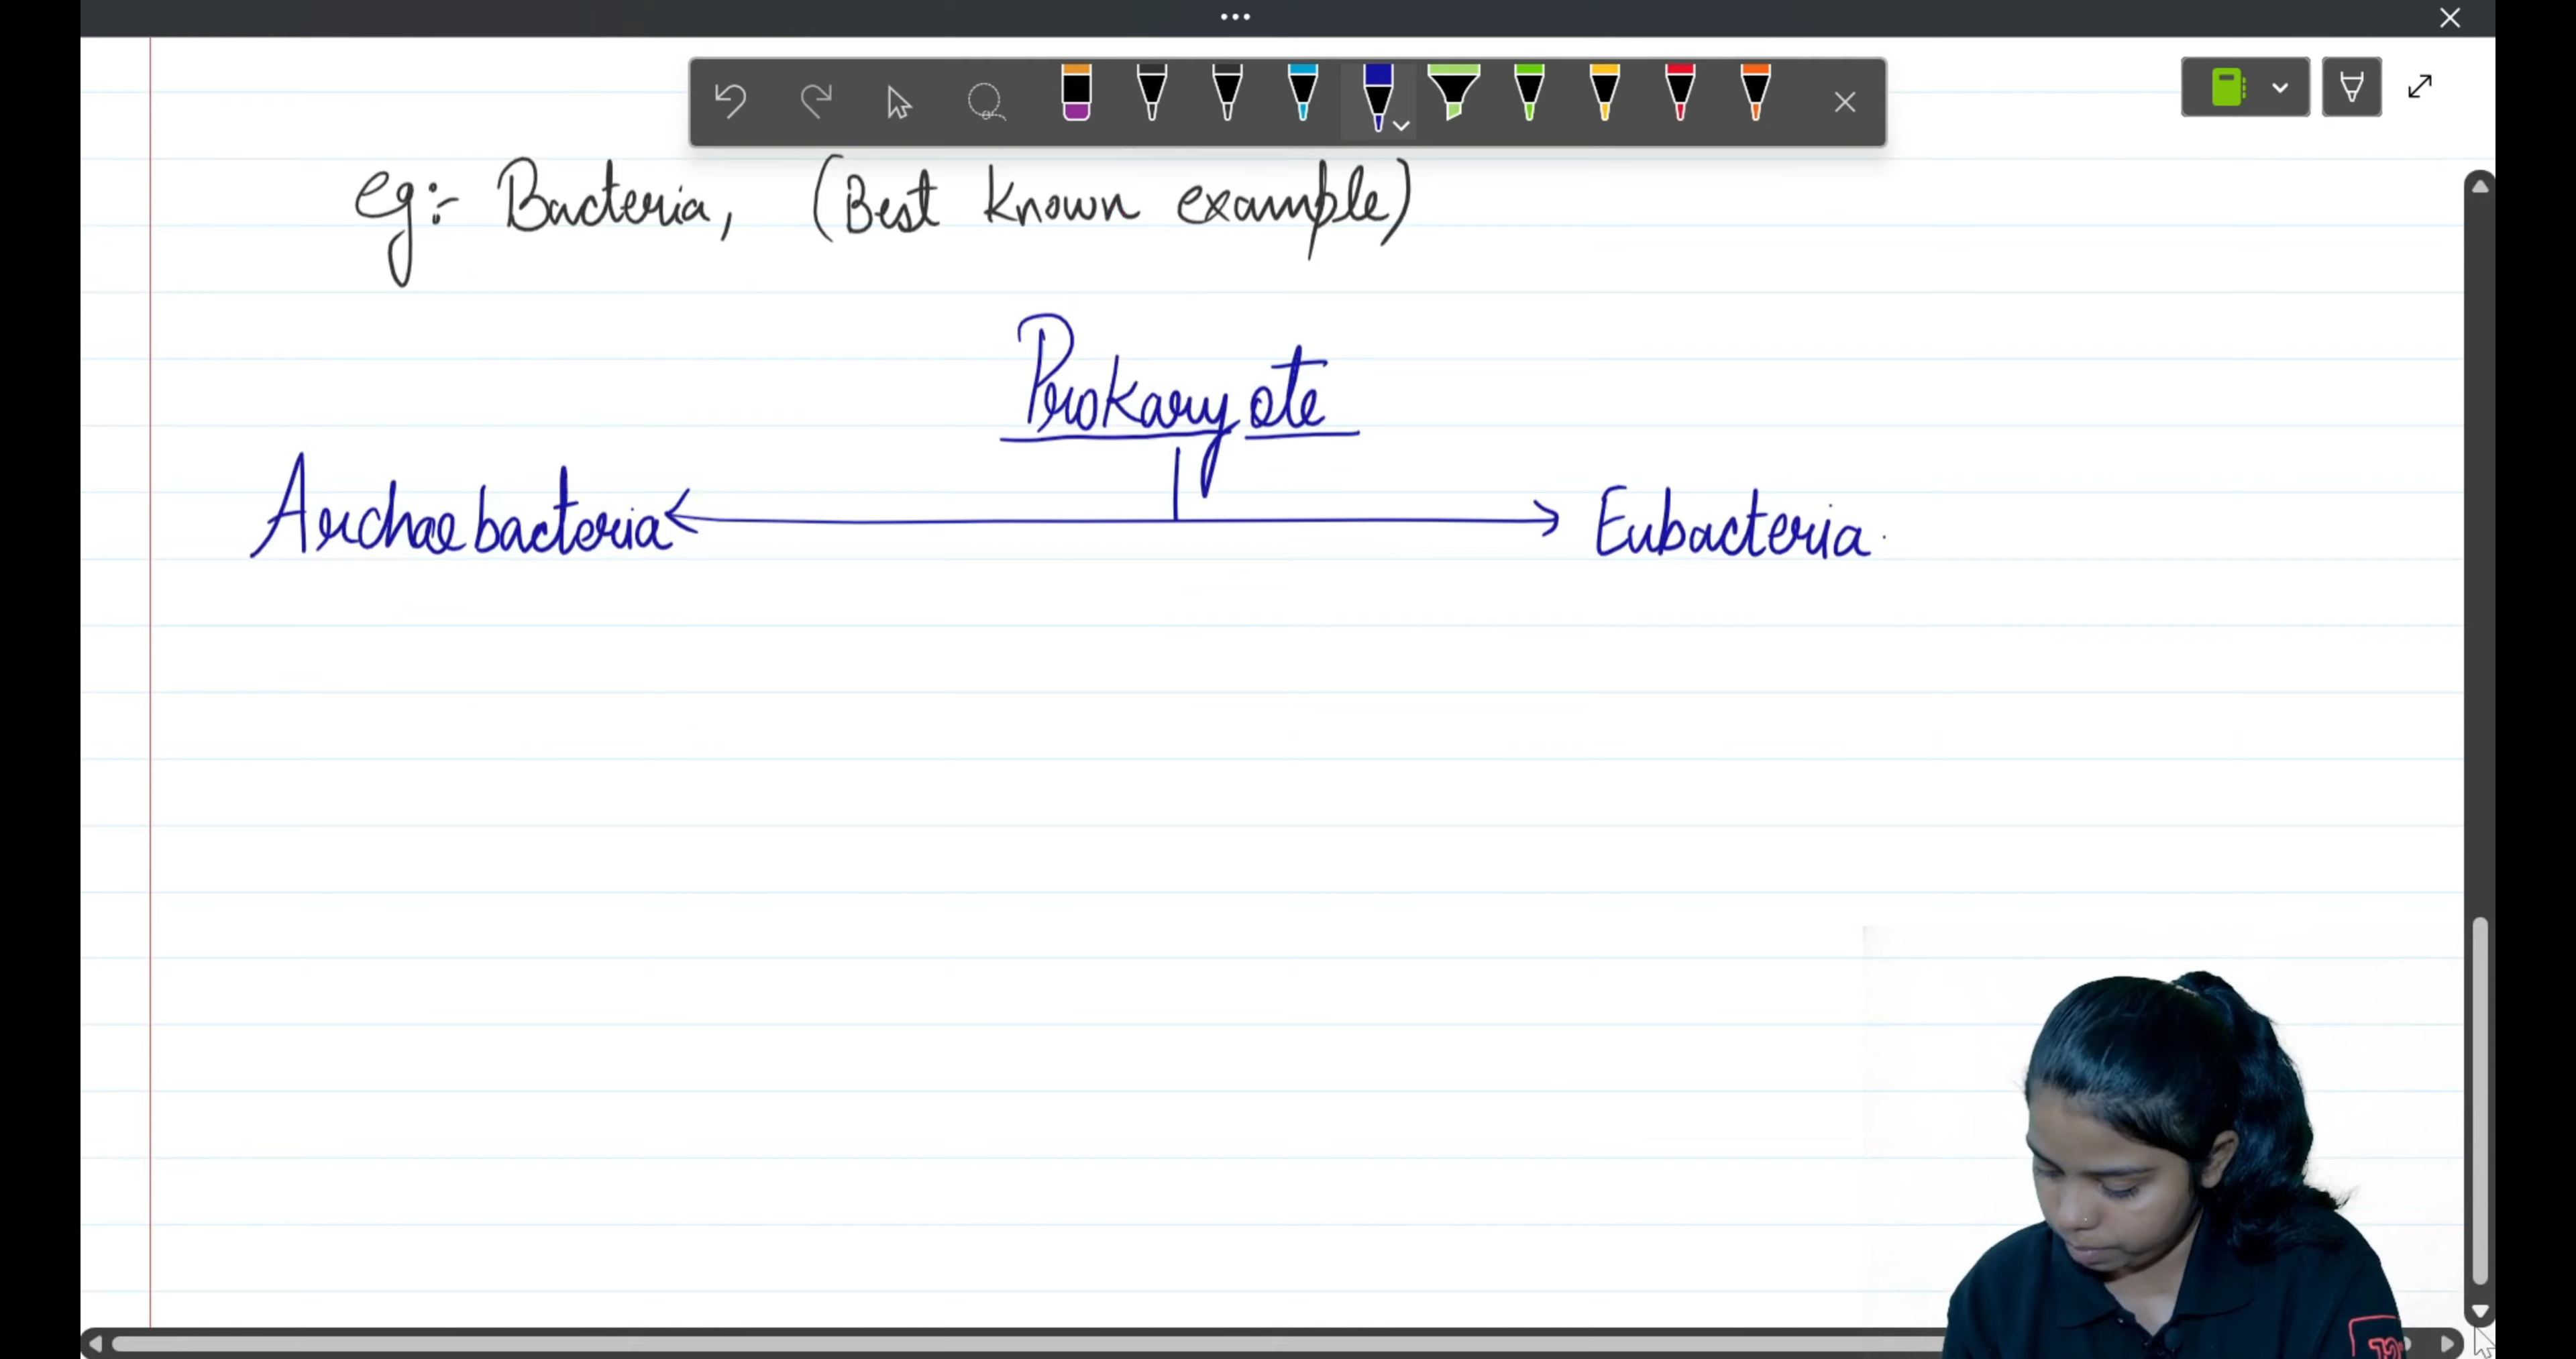 eg:- Bacteria, (Best known example)
Prokaryote
Archaebacteria Eubacteria.